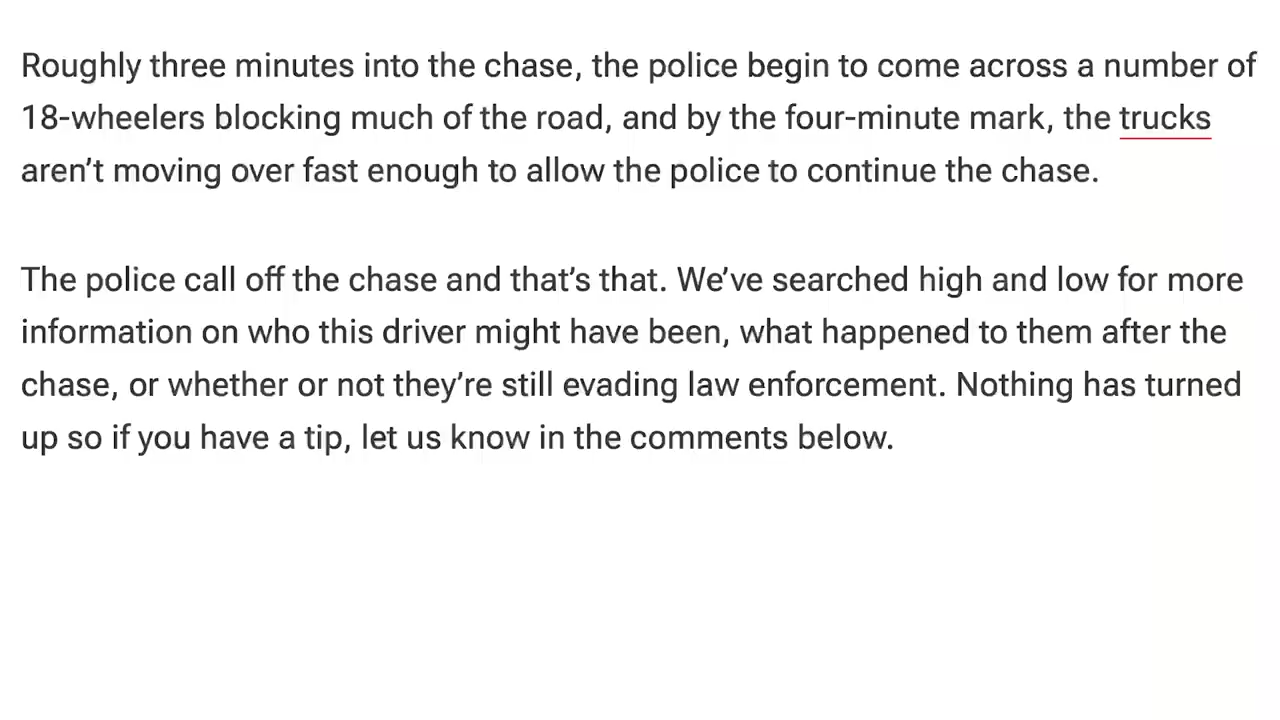 Roughly three minutes into the chase, the police begin to come across a number of
18-wheelers blocking much of the road, and by the four-minute mark, the trucks
aren’t moving over fast enough to allow the police to continue the chase.
The police call off the chase and that’s that. We’ve searched high and low for more
information on who this driver might have been, what happened to them after the
chase, or whether or not they’re still evading law enforcement. Nothing has turned
up so if you have a tip, let us know in the comments below.